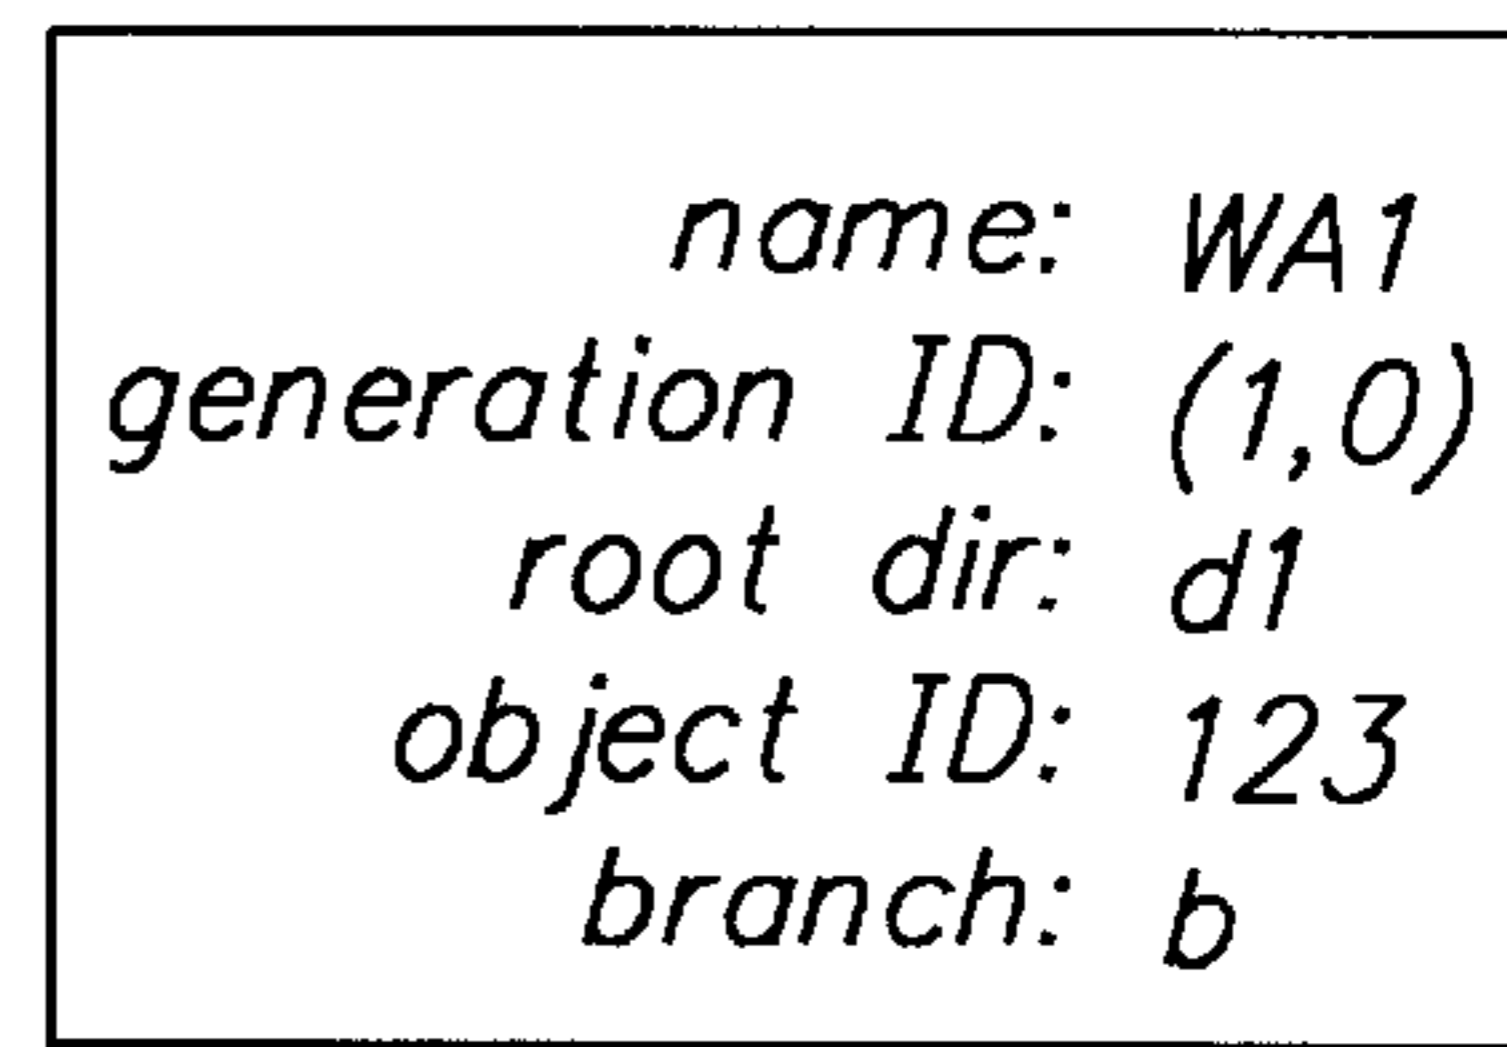 name: WA1
generation ID: (1,0)
root dir: d1
object ID: 123
branch: b